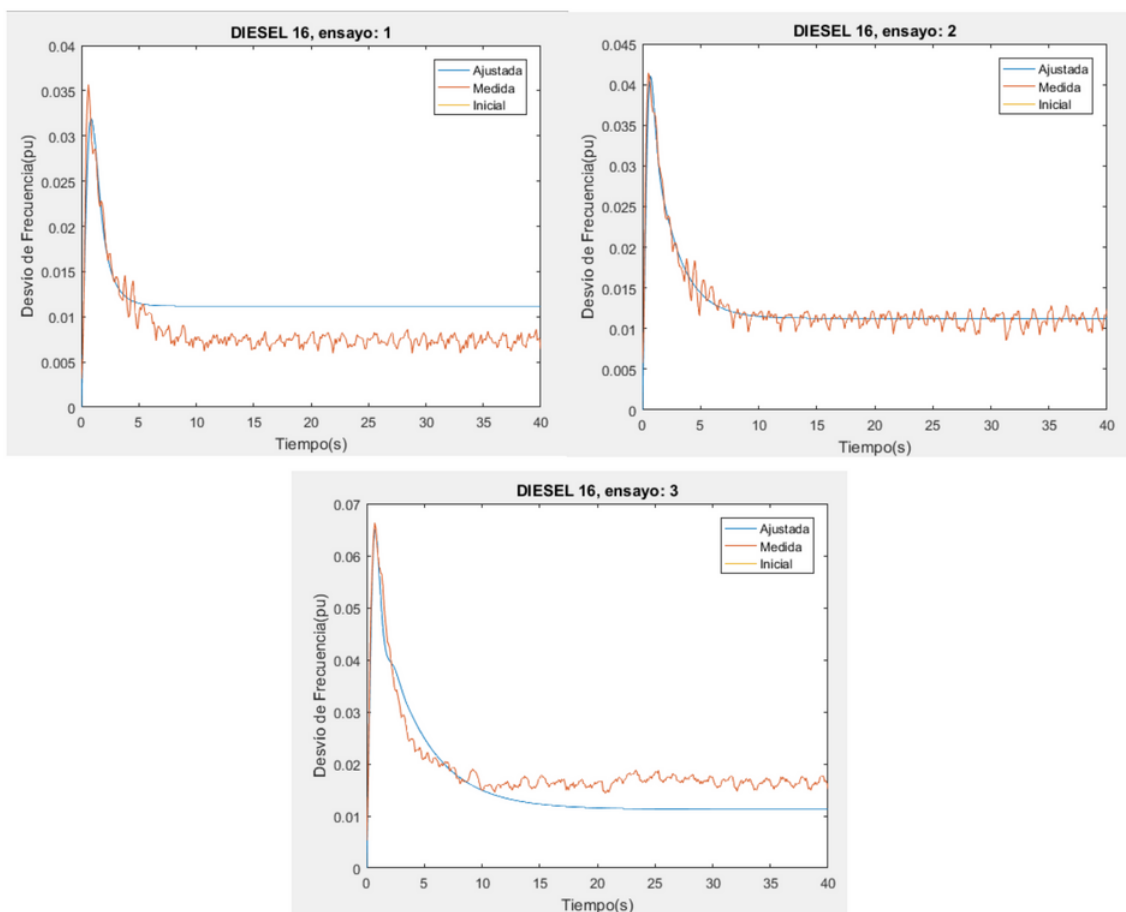 DIESEL 16, ensayo: 1
0.04
0.035
0.03
0.025
0.02
0.015
0.01
0.005
0
Desvio de Frecuencia(pu)
Ajustada
Medida
Inicial
0 5 10 15 20 25 30 35 40
Tiempo(s)
DIESEL 16, ensayo: 2
0.045
0.04
0.035
0.03
0.025
0.02
0.015
0.01
0.005
0
Desvio de Frecuencia(pu)
Ajustada
Medida
Inicial
0 5 10 15 20 25 30 35 40
Tiempo(s)
DIESEL 16, ensayo: 3
0.07
0.06
0.05
0.04
0.03
0.02
0.01
0
Desvio de Frecuencia(pu)
Ajustada
Medida
Inicial
0 5 10 15 20 25 30 35 40
Tiempo(s)